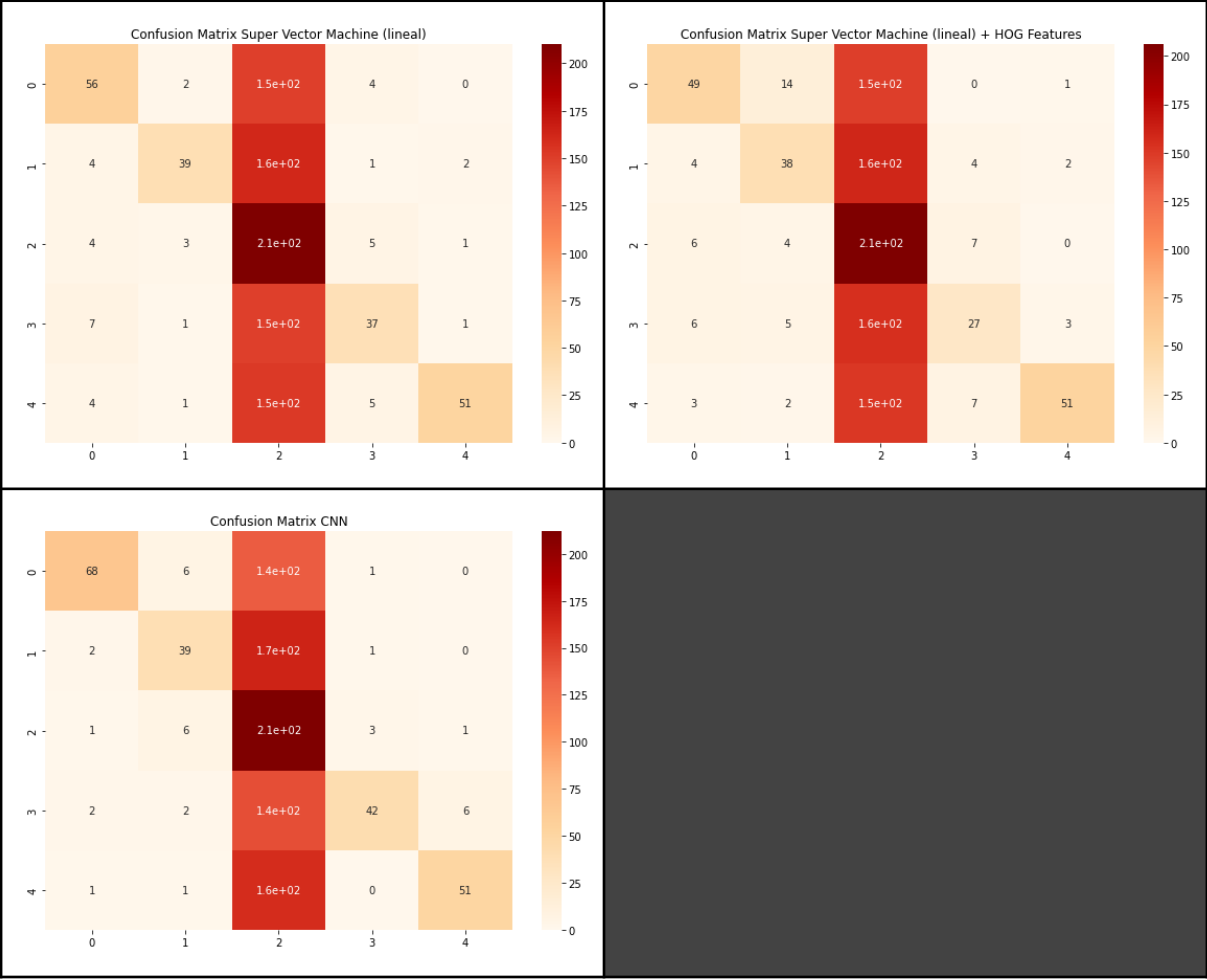 Confusion Matrix Super Vector Machine (lineal)
0 56 2 1.5e+02 4 0
1 4 39 1.6e+02 1 2
2 4 3 2.1e+02 5 1
3 7 1 1.5e+02 37 1
4 4 1 1.5e+02 5 51
0 1 2 3 4
200
175
150
125
100
75
50
25
0
Confusion Matrix Super Vector Machine (lineal) + HOG Features
0 49 14 1.5e+02 0 1
1 4 38 1.6e+02 4 2
2 6 4 2.1e+02 7 0
3 6 5 1.6e+02 27 3
4 3 2 1.5e+02 7 51
0 1 2 3 4
200
175
150
125
100
75
50
25
0
Confusion Matrix CNN
0 68 6 1.4e+02 1 0
1 2 39 1.7e+02 1 0
2 1 6 2.1e+02 3 1
3 2 2 1.4e+02 42 6
4 1 1 1.6e+02 0 51
0 1 2 3 4
200
175
150
125
100
75
50
25
0